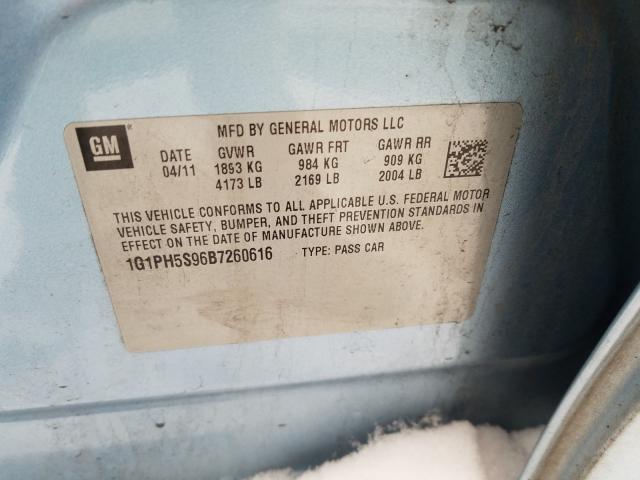 GM
MFD BY GENERAL MOTORS LLC
DATE GVWR GAWR FRT GAWR RR
04/11 1893 KG 984 KG 909 KG
4173 LB 2169 LB 2004 LB
THIS VEHICLE CONFORMS TO ALL APPLICABLE U.S. FEDERAL MOTOR
VEHICLE SAFETY, BUMPER, AND THEFT PREVENTION STANDARDS IN
EFFECT ON THE DATE OF MANUFACTURE SHOWN ABOVE.
1G1PH5S96B7260616 TYPE: PASS CAR